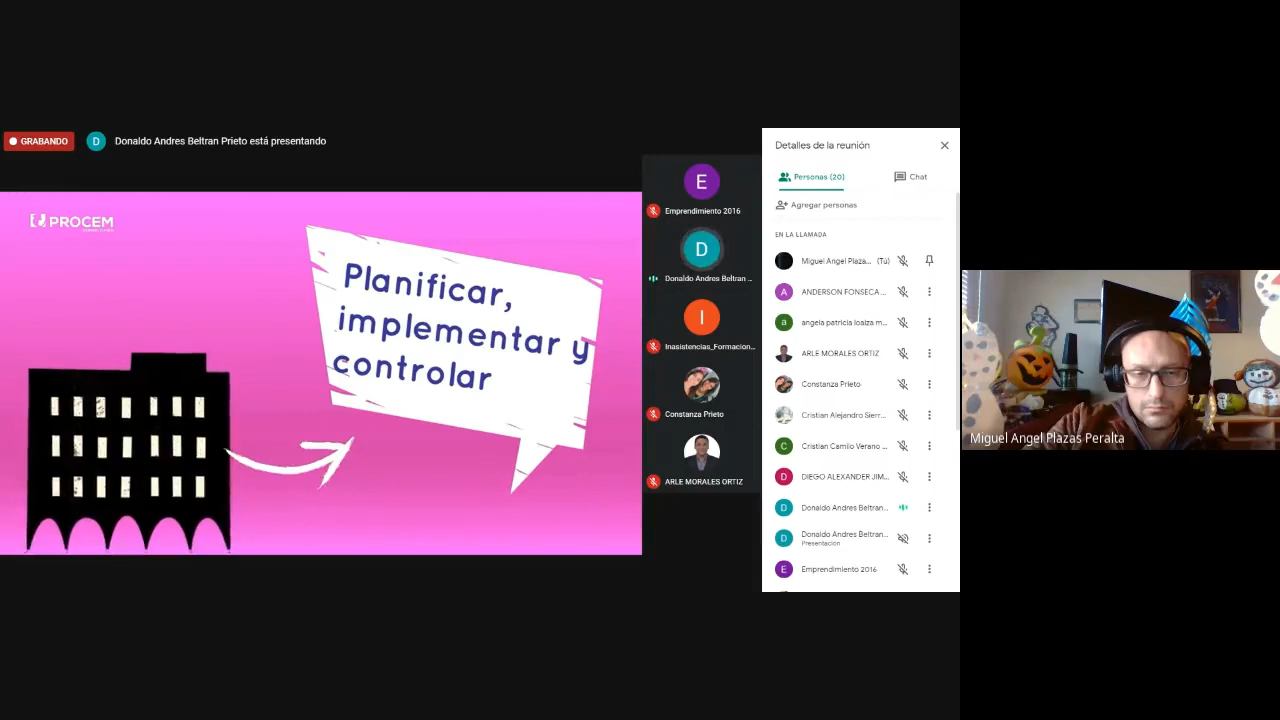 GRABANDO
D
Donaldo Andres Beltran Prieto está presentando
PROCEM
Planificar,
implementar y
controlar
E
Emprendimiento 2016
D
Donaldo Andres Beltran ...
I
Inasistencias_Formacion...
Constanza Prieto
ARLE MORALES ORTIZ
Detalles de la reunión
Personas (20)
Chat
Agregar personas
EN LA LLAMADA
Miguel Angel Plaza... (Tú)
A
ANDERSON FONSECA ...
a
angela patricia loaiza m...
ARLE MORALES ORTIZ
Constanza Prieto
Cristian Alejandro Sierr...
C
Cristian Camilo Verano ...
D
DIEGO ALEXANDER JIM...
D
Donaldo Andres Beltran...
D
Donaldo Andres Beltran...
Presentación
E
Emprendimiento 2016
Miguel Angel Plazas Peralta